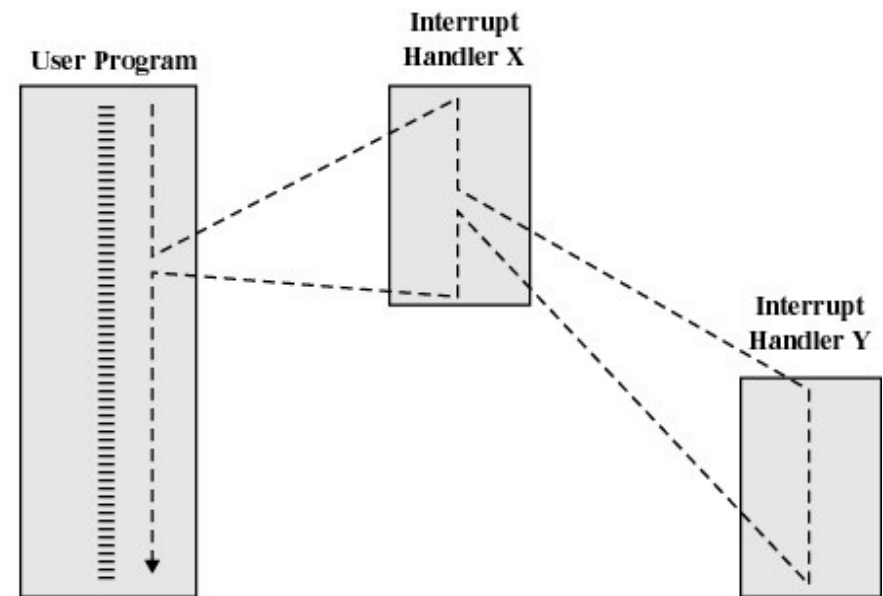 User Program
Interrupt
Handler X
Interrupt
Handler Y